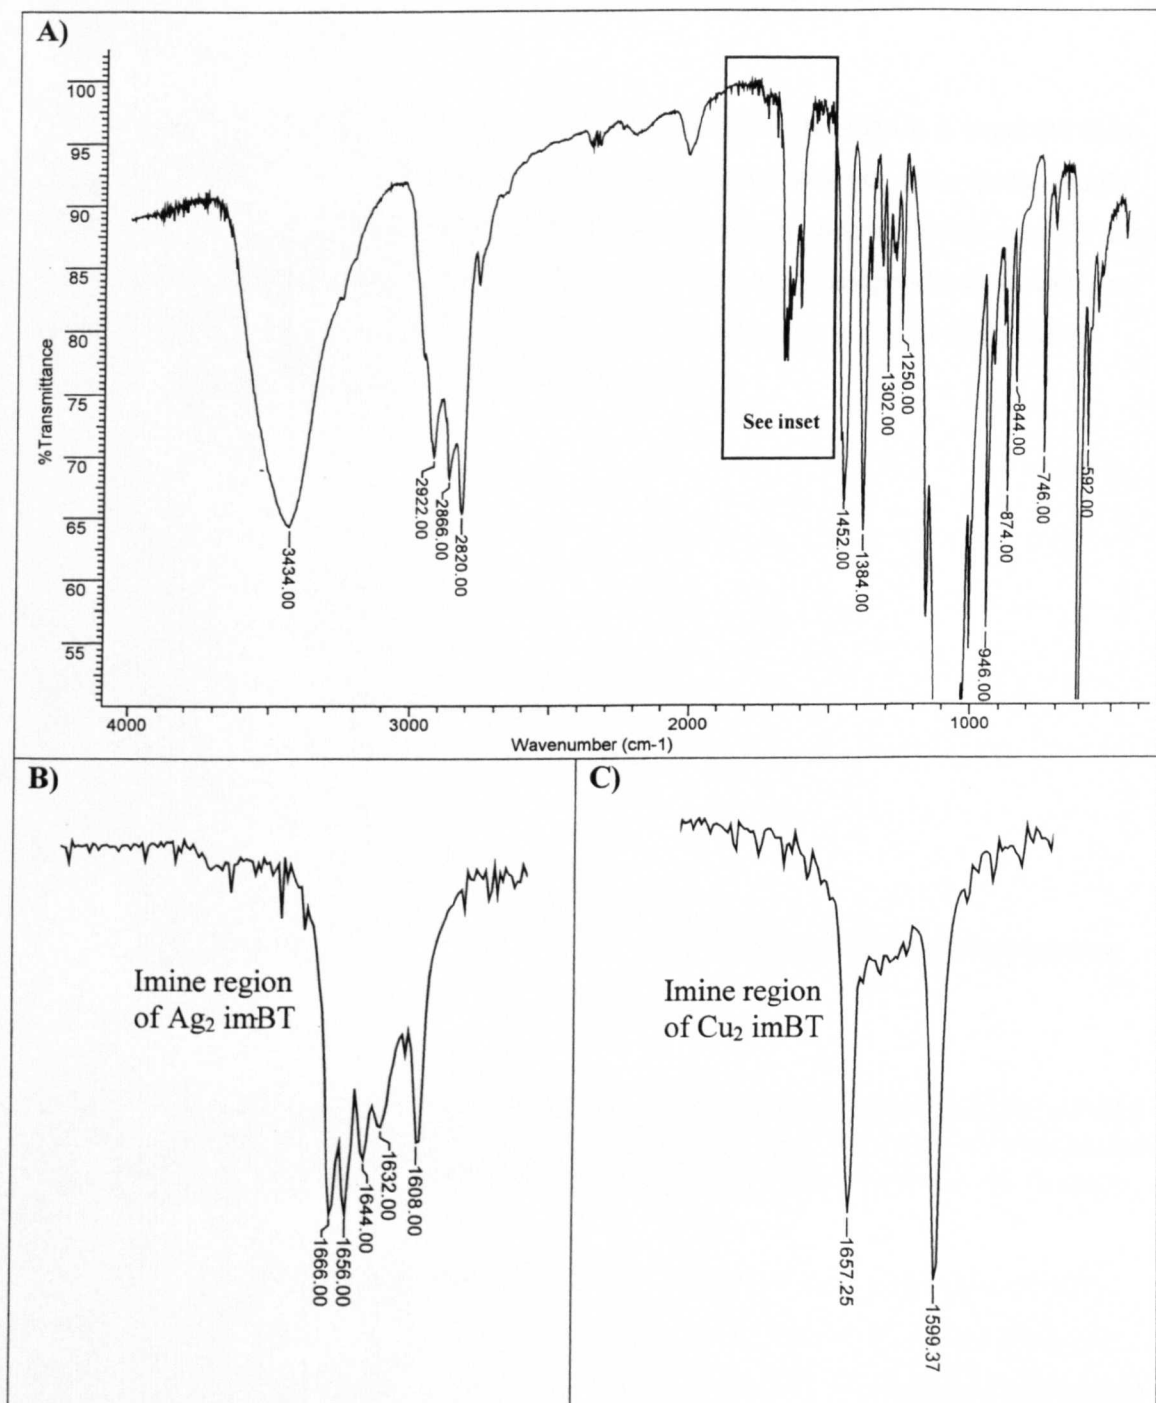 A)
100
95
90
85
80
75
70
65
60
55
%Transmittance
4000 3000 2000 1000
Wavenumber (cm-1)
3434.00
2922.00
2866.00
2820.00
See inset
1452.00
1384.00
1302.00
1250.00
946.00
874.00
844.00
746.00
592.00
B)
Imine region
of Ag₂ imBT
1666.00
1656.00
1644.00
1632.00
1608.00
C)
Imine region
of Cu₂ imBT
1657.25
1599.37